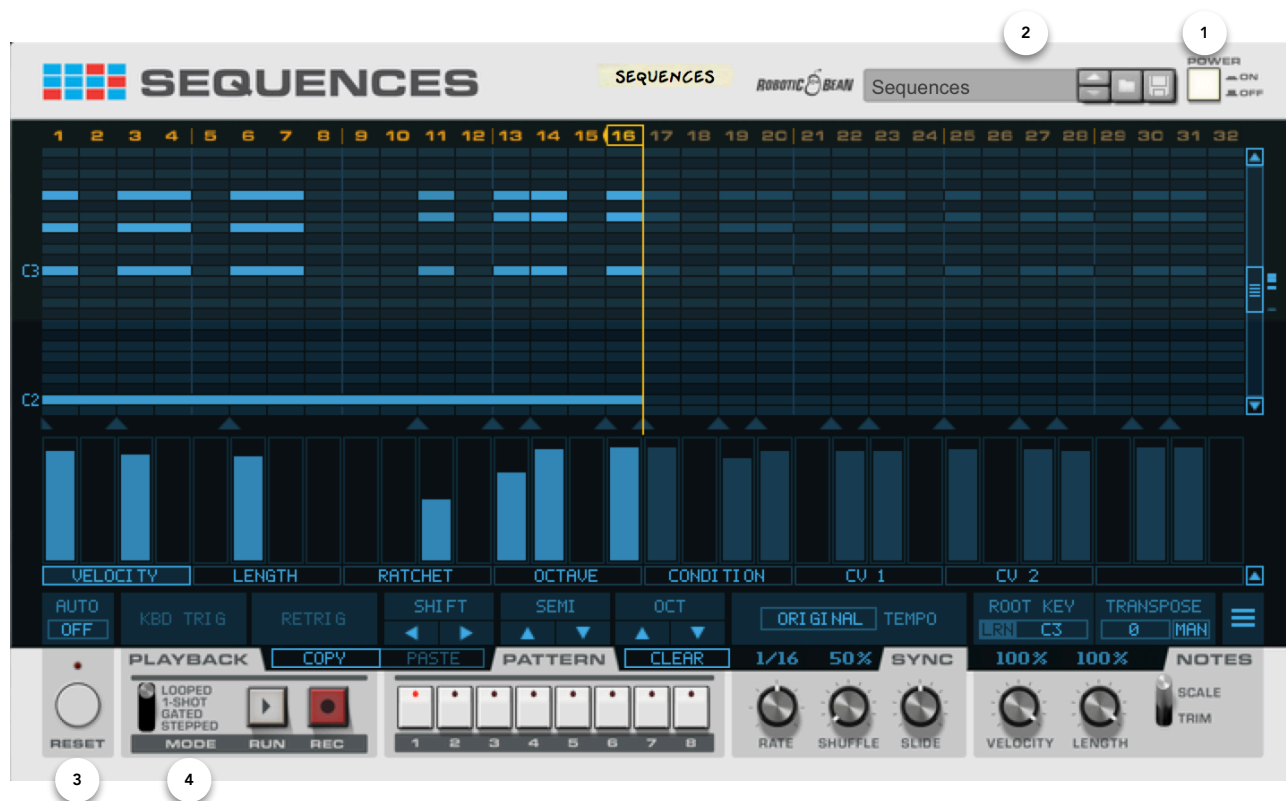 2
1
POWER
SEQUENCES
SEQUENCES
ROBOTIC BEAN
Sequences
ON
OFF
1 2 3 4 5 6 7 8 9 10 11 12 13 14 15 16 17 18 19 20 21 22 23 24 25 26 27 28 29 30 31 32
C3
C2
VELOCITY LENGTH RATCHET OCTAVE CONDITION CV 1 CV 2
AUTO KBD TRIG RETRIG SHIFT SEMI OCT ORIGINAL TEMPO ROOT KEY TRANSPOSE
OFF LRN C3 0 MAN
PLAYBACK COPY PASTE PATTERN CLEAR 1/16 50% SYNC 100% 100% NOTES
LOOPED
1-SHOT
GATED
STEPPED
SCALE
TRIM
RESET MODE RUN REC 1 2 3 4 5 6 7 8 RATE SHUFFLE SLIDE VELOCITY LENGTH
3
4